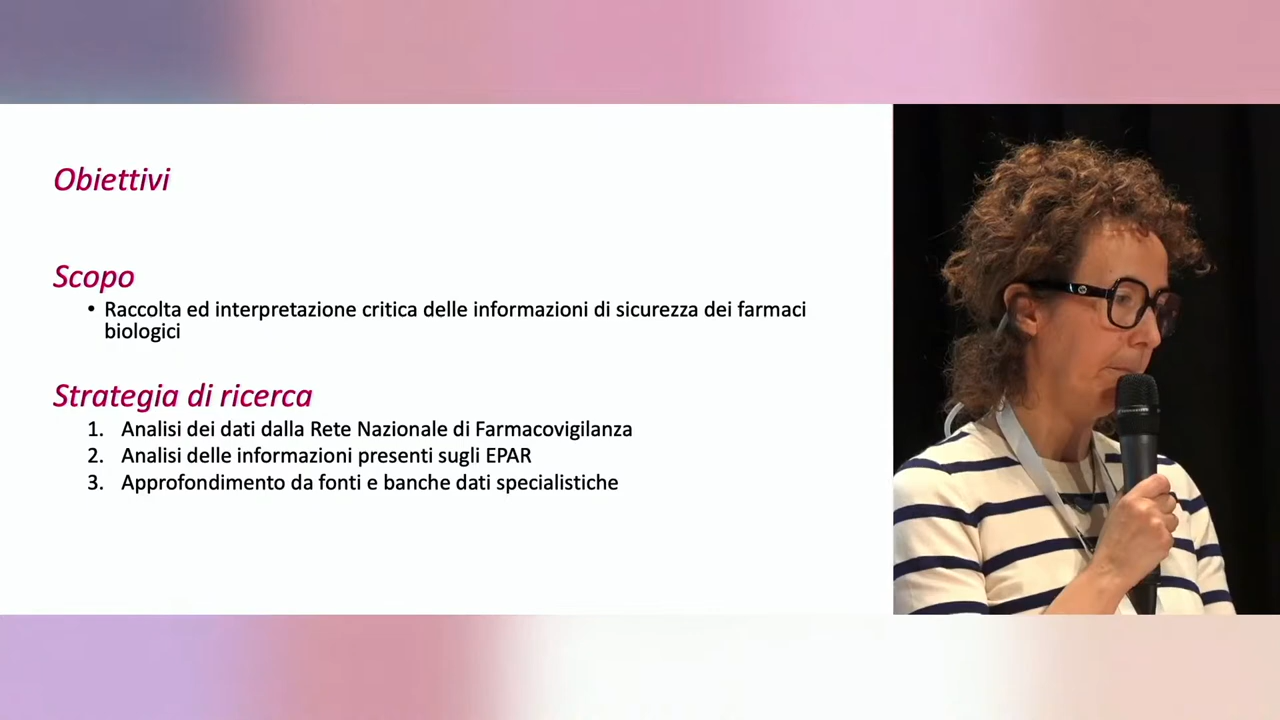 Obiettivi
Scopo
• Raccolta ed interpretazione critica delle informazioni di sicurezza dei farmaci
biologici
Strategia di ricerca
1. Analisi dei dati dalla Rete Nazionale di Farmacovigilanza
2. Analisi delle informazioni presenti sugli EPAR
3. Approfondimento da fonti e banche dati specialistiche